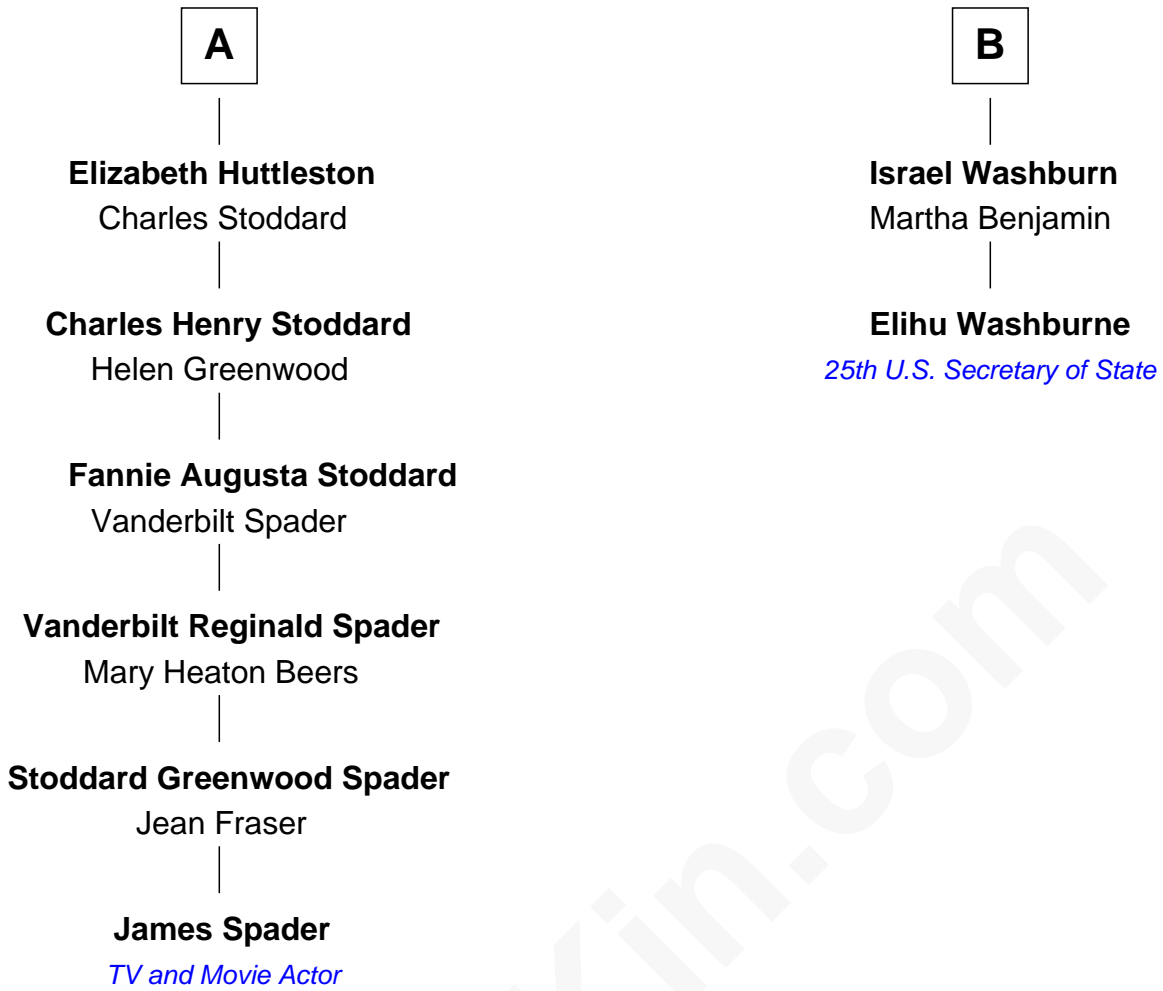 A
Elizabeth Huttleston
Charles Stoddard
Charles Henry Stoddard
Helen Greenwood
Fannie Augusta Stoddard
Vanderbilt Spader
Vanderbilt Reginald Spader
Mary Heaton Beers
Stoddard Greenwood Spader
Jean Fraser
James Spader
TV and Movie Actor
B
Israel Washburn
Martha Benjamin
Elihu Washburne
25th U.S. Secretary of State
Kin.com